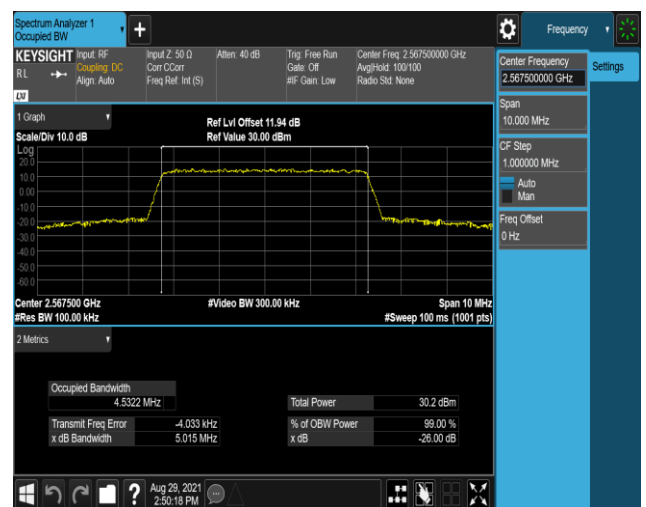 Spectrum Analyzer 1
Occupied BW
+
Frequency
KEYSIGHT
RL
LXI
Input: RF
Coupling: DC
Align: Auto
Input Z: 50 Ω
Corr CCorr
Freq Ref: Int (S)
Atten: 40 dB
Trig: Free Run
Gate: Off
#IF Gain: Low
Center Freq: 2.567500000 GHz
Avg|Hold: 100/100
Radio Std: None
Center Frequency
2.567500000 GHz
Settings
Span
10.000 MHz
CF Step
1.000000 MHz
Auto
Man
Freq Offset
0 Hz
1 Graph
Scale/Div 10.0 dB
Ref Lvl Offset 11.94 dB
Ref Value 30.00 dBm
Log
20.0
10.0
0.00
-10.0
-20.0
-30.0
-40.0
-50.0
-60.0
Center 2.567500 GHz
#Res BW 100.00 kHz
#Video BW 300.00 kHz
Span 10 MHz
#Sweep 100 ms (1001 pts)
2 Metrics
Occupied Bandwidth
4.5322 MHz
Total Power 30.2 dBm
Transmit Freq Error -4.033 kHz
% of OBW Power 99.00 %
x dB Bandwidth 5.015 MHz
x dB -26.00 dB
?
Aug 29, 2021
2:50:18 PM